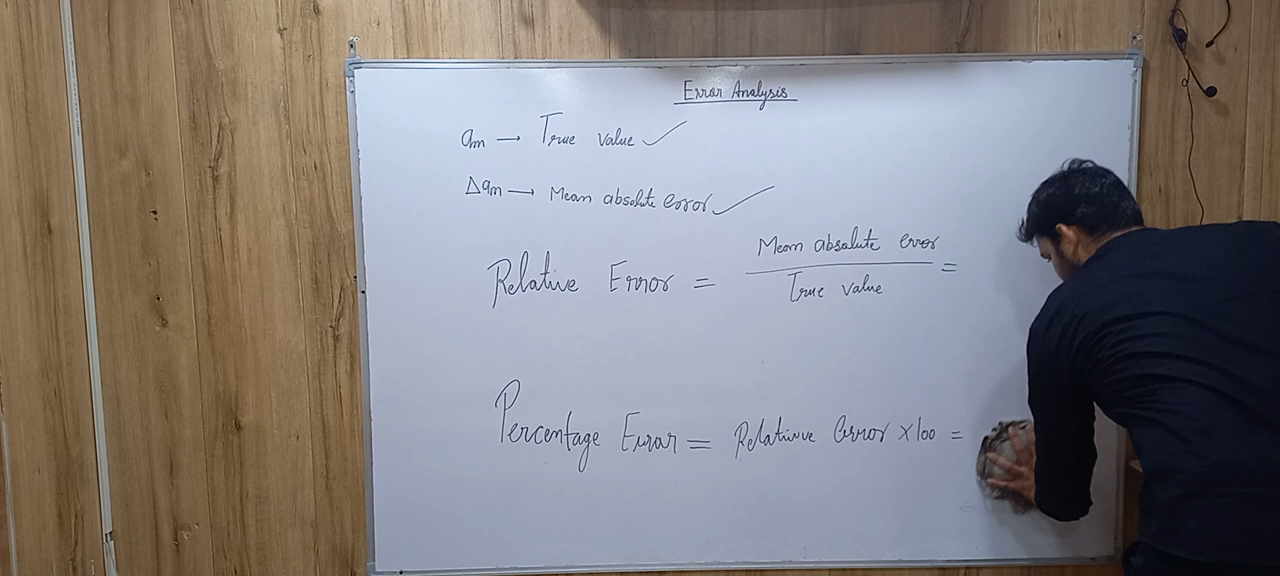 Error Analysis
am → True value ✓
Δam → Mean absolute error ✓
Mean absolute error
Relative Error = =
True value
Percentage Error = Relative Error × 100 =